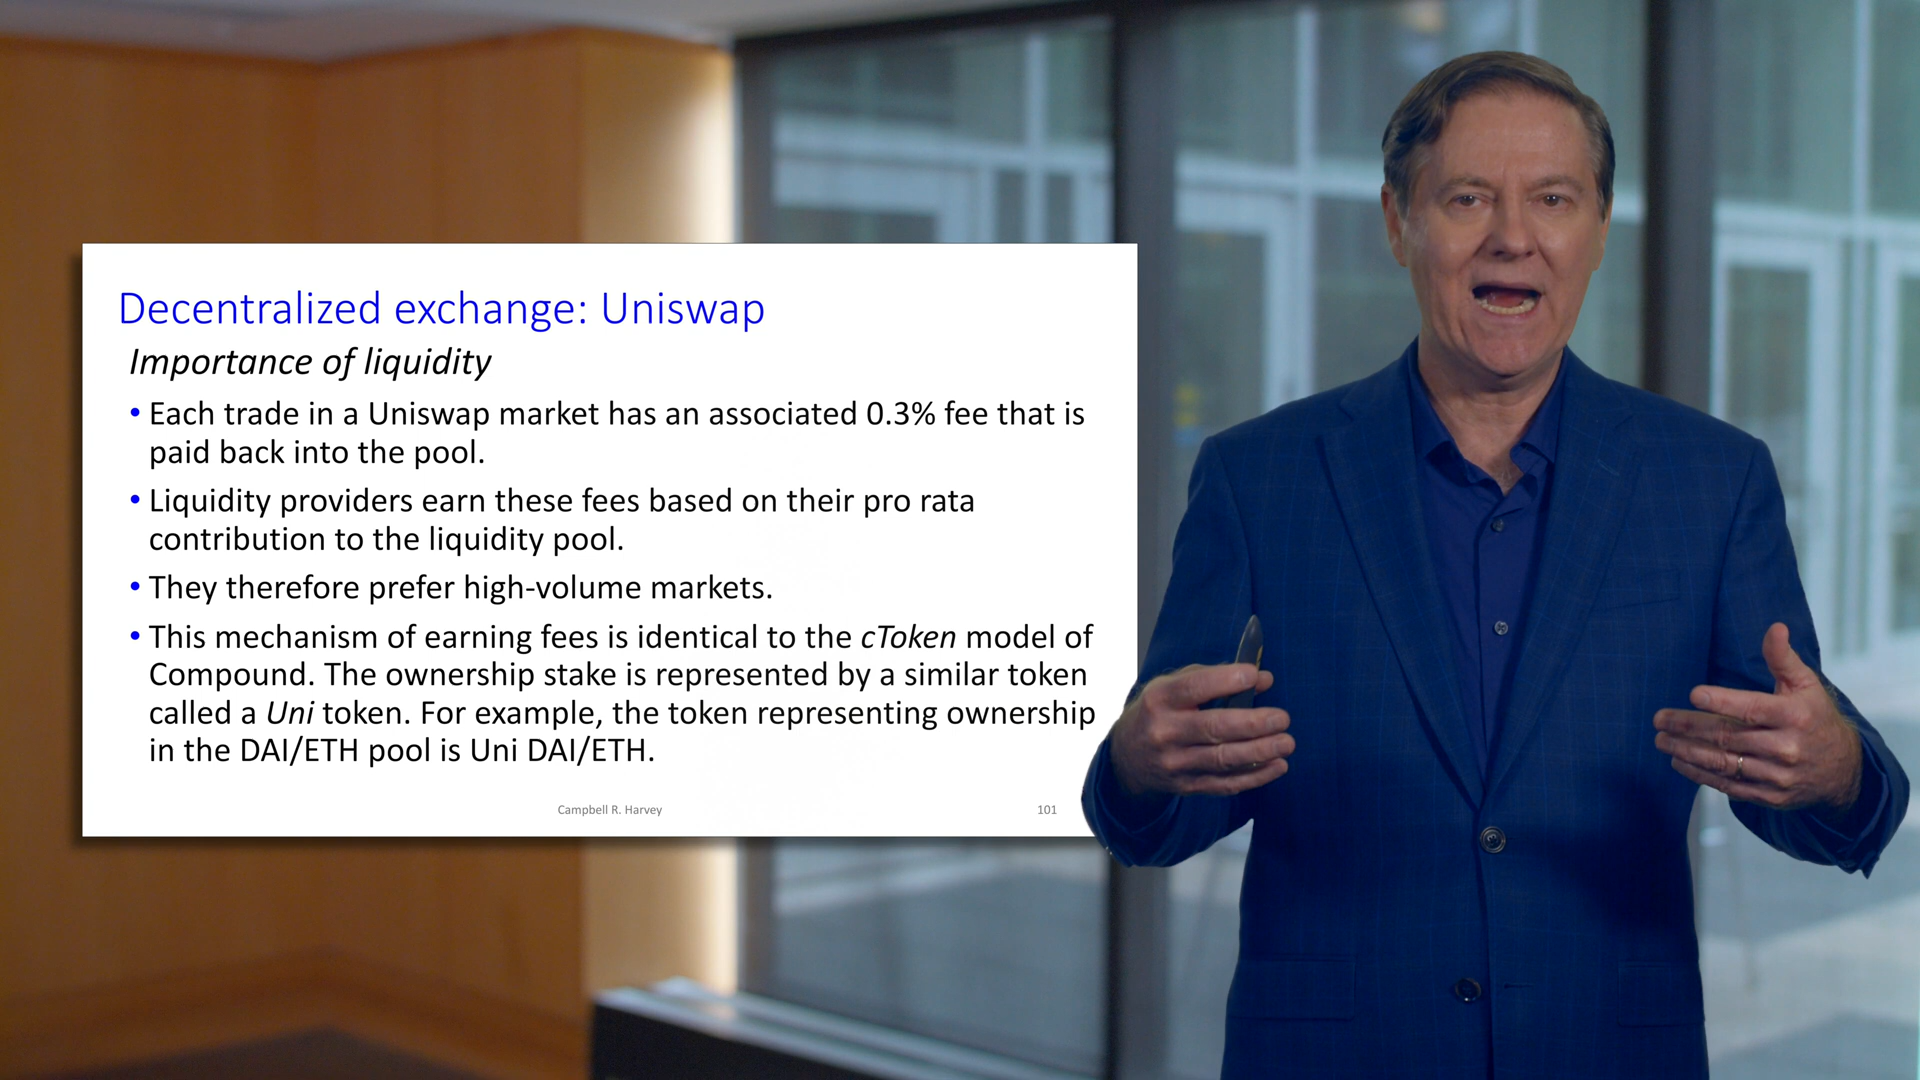 Decentralized exchange: Uniswap
Importance of liquidity
• Each trade in a Uniswap market has an associated 0.3% fee that is
paid back into the pool.
• Liquidity providers earn these fees based on their pro rata
contribution to the liquidity pool.
• They therefore prefer high-volume markets.
• This mechanism of earning fees is identical to the cToken model of
Compound. The ownership stake is represented by a similar token
called a Uni token. For example, the token representing ownership
in the DAI/ETH pool is Uni DAI/ETH.
Campbell R. Harvey
101